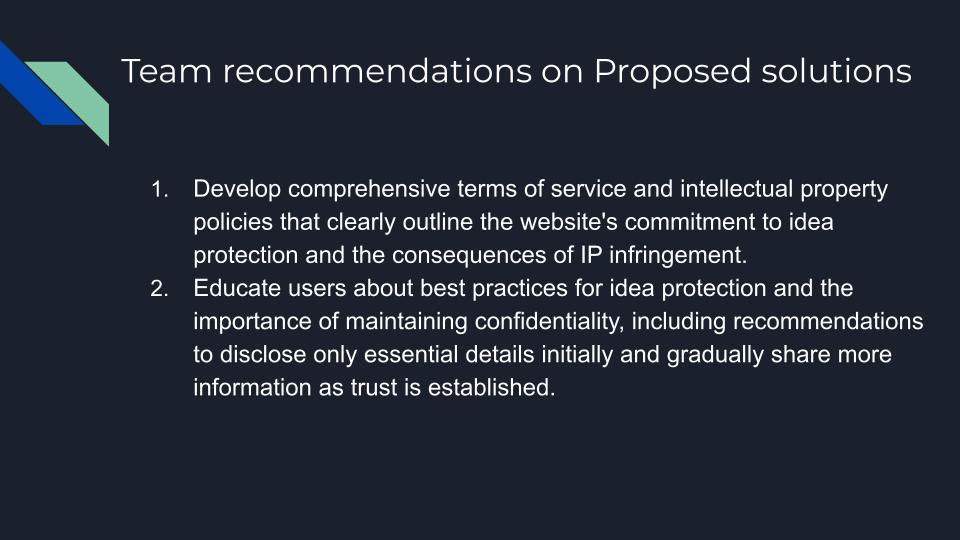 Team recommendations on Proposed solutions
1. Develop comprehensive terms of service and intellectual property
policies that clearly outline the website's commitment to idea
protection and the consequences of IP infringement.
2. Educate users about best practices for idea protection and the
importance of maintaining confidentiality, including recommendations
to disclose only essential details initially and gradually share more
information as trust is established.